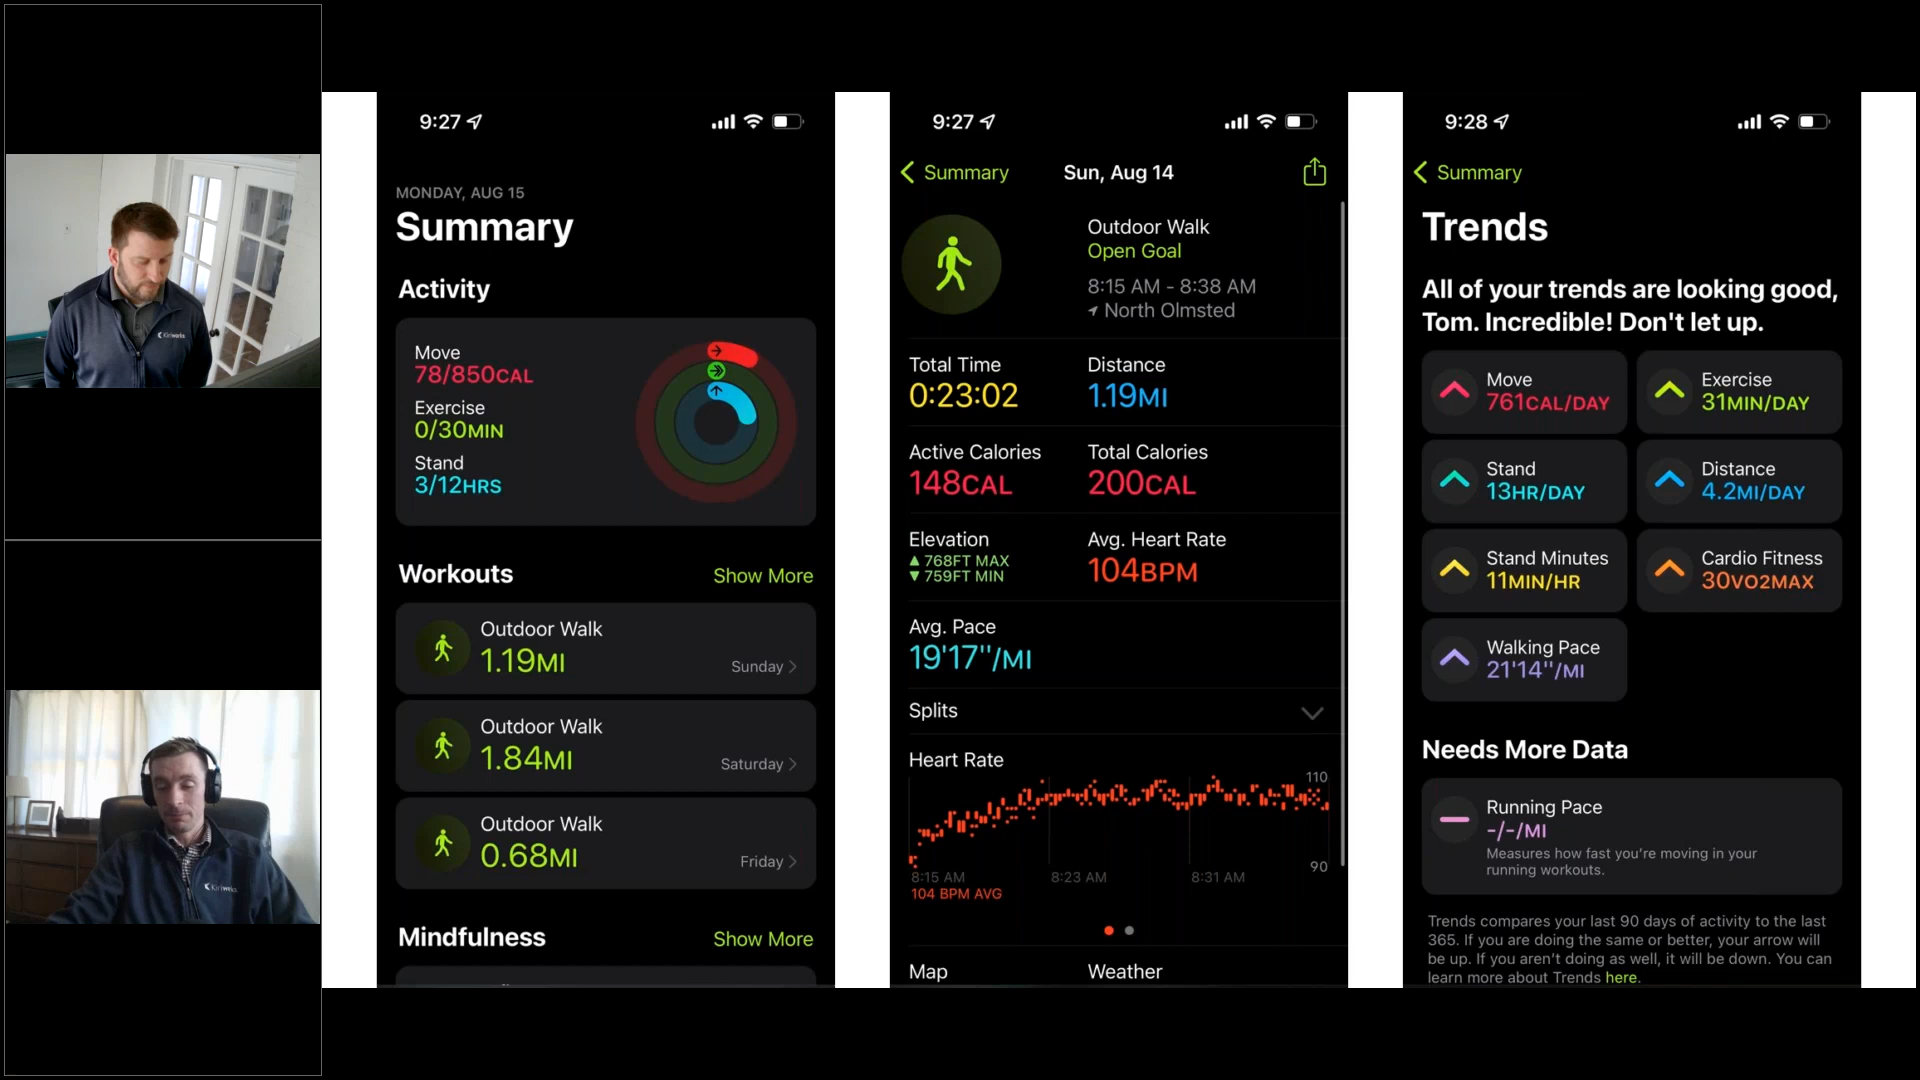 9:27
MONDAY, AUG 15
Summary
Activity
Move
78/850CAL
Exercise
0/30MIN
Stand
3/12HRS
Workouts
Show More
Outdoor Walk
1.19MI
Sunday
Outdoor Walk
1.84MI
Saturday
Outdoor Walk
0.68MI
Friday
Mindfulness
Show More
9:27
Summary
Sun, Aug 14
Outdoor Walk
Open Goal
8:15 AM - 8:38 AM
North Olmsted
Total Time
Distance
0:23:02
1.19MI
Active Calories
Total Calories
148CAL
200CAL
Elevation
Avg. Heart Rate
768FT MAX
759FT MIN
104BPM
Avg. Pace
19'17''/MI
Splits
Heart Rate
110
90
8:15 AM
8:23 AM
8:31 AM
104 BPM AVG
Map
Weather
9:28
Summary
Trends
All of your trends are looking good,
Tom. Incredible! Don't let up.
Move
761CAL/DAY
Exercise
31MIN/DAY
Stand
13HR/DAY
Distance
4.2MI/DAY
Stand Minutes
11MIN/HR
Cardio Fitness
30VO2MAX
Walking Pace
21'14''/MI
Needs More Data
Running Pace
-/-/MI
Measures how fast you're moving in your
running workouts.
Trends compares your last 90 days of activity to the last
365. If you are doing the same or better, your arrow will
be up. If you aren't doing as well, it will be down. You can
learn more about Trends here.